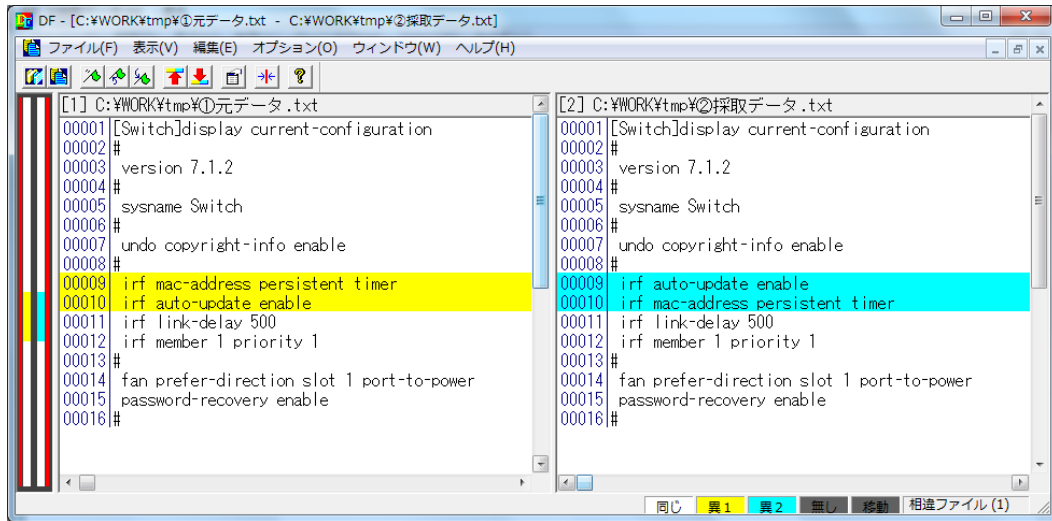 DF - [C:¥WORK¥tmp¥①元データ.txt - C:¥WORK¥tmp¥②採取データ.txt]
ファイル(F) 表示(V) 編集(E) オプション(O) ウィンドウ(W) ヘルプ(H)
[1] C:¥WORK¥tmp¥①元データ.txt
00001 [Switch]display current-configuration
00002 #
00003 version 7.1.2
00004 #
00005 sysname Switch
00006 #
00007 undo copyright-info enable
00008 #
00009 irf mac-address persistent timer
00010 irf auto-update enable
00011 irf link-delay 500
00012 irf member 1 priority 1
00013 #
00014 fan prefer-direction slot 1 port-to-power
00015 password-recovery enable
00016 #
[2] C:¥WORK¥tmp¥②採取データ.txt
00001 [Switch]display current-configuration
00002 #
00003 version 7.1.2
00004 #
00005 sysname Switch
00006 #
00007 undo copyright-info enable
00008 #
00009 irf auto-update enable
00010 irf mac-address persistent timer
00011 irf link-delay 500
00012 irf member 1 priority 1
00013 #
00014 fan prefer-direction slot 1 port-to-power
00015 password-recovery enable
00016 #
同じ 異1 異2 無し 移動 相違ファイル (1)